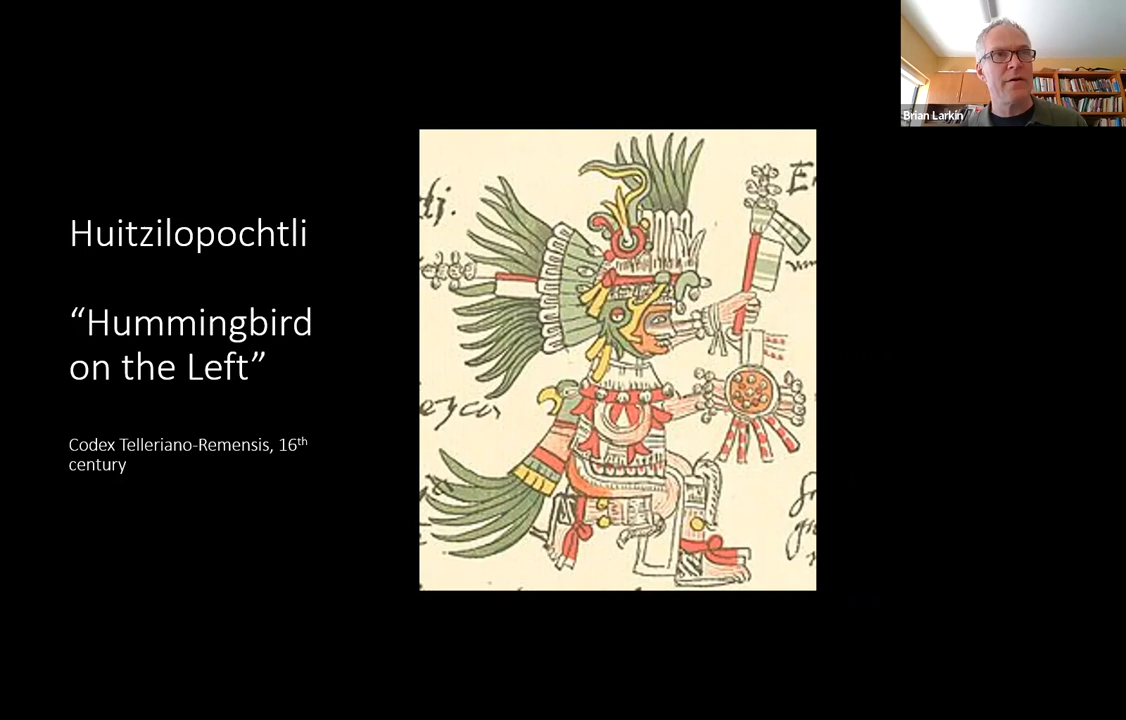 Huitzilopochtli
“Hummingbird
on the Left”
Codex Telleriano-Remensis, 16th
century
Brian Larkin